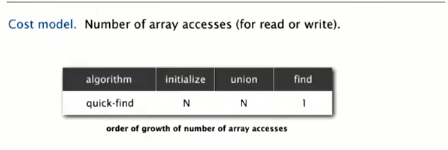 Cost model. Number of array accesses (for read or write).
algorithm initialize union find
quick-find N N 1
order of growth of number of array accesses